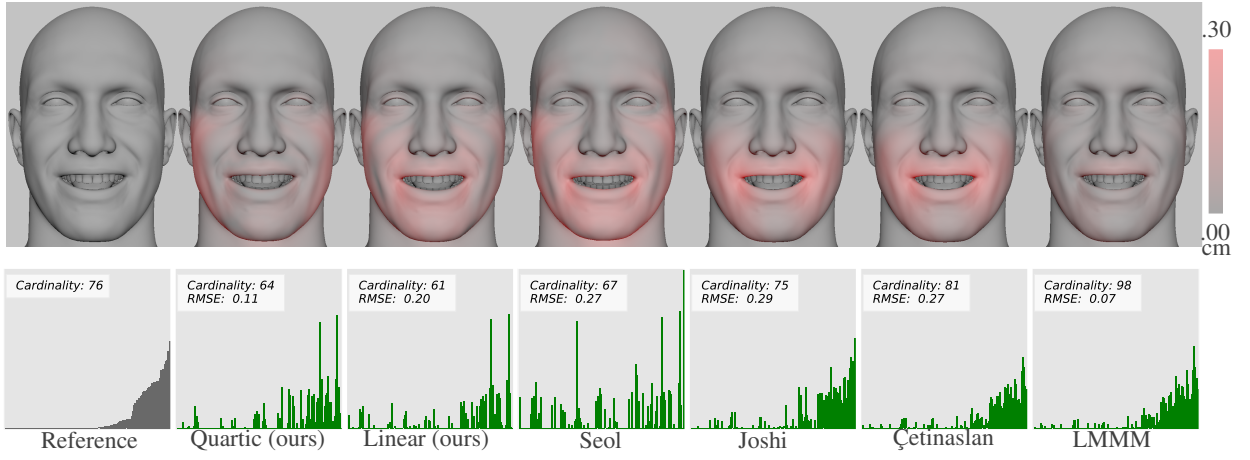 .30
.00
cm
Cardinality: 76
Cardinality: 64
RMSE: 0.11
Cardinality: 61
RMSE: 0.20
Cardinality: 67
RMSE: 0.27
Cardinality: 75
RMSE: 0.29
Cardinality: 81
RMSE: 0.27
Cardinality: 98
RMSE: 0.07
Reference
Quartic (ours)
Linear (ours)
Seol
Joshi
Çetinaslan
LMMM